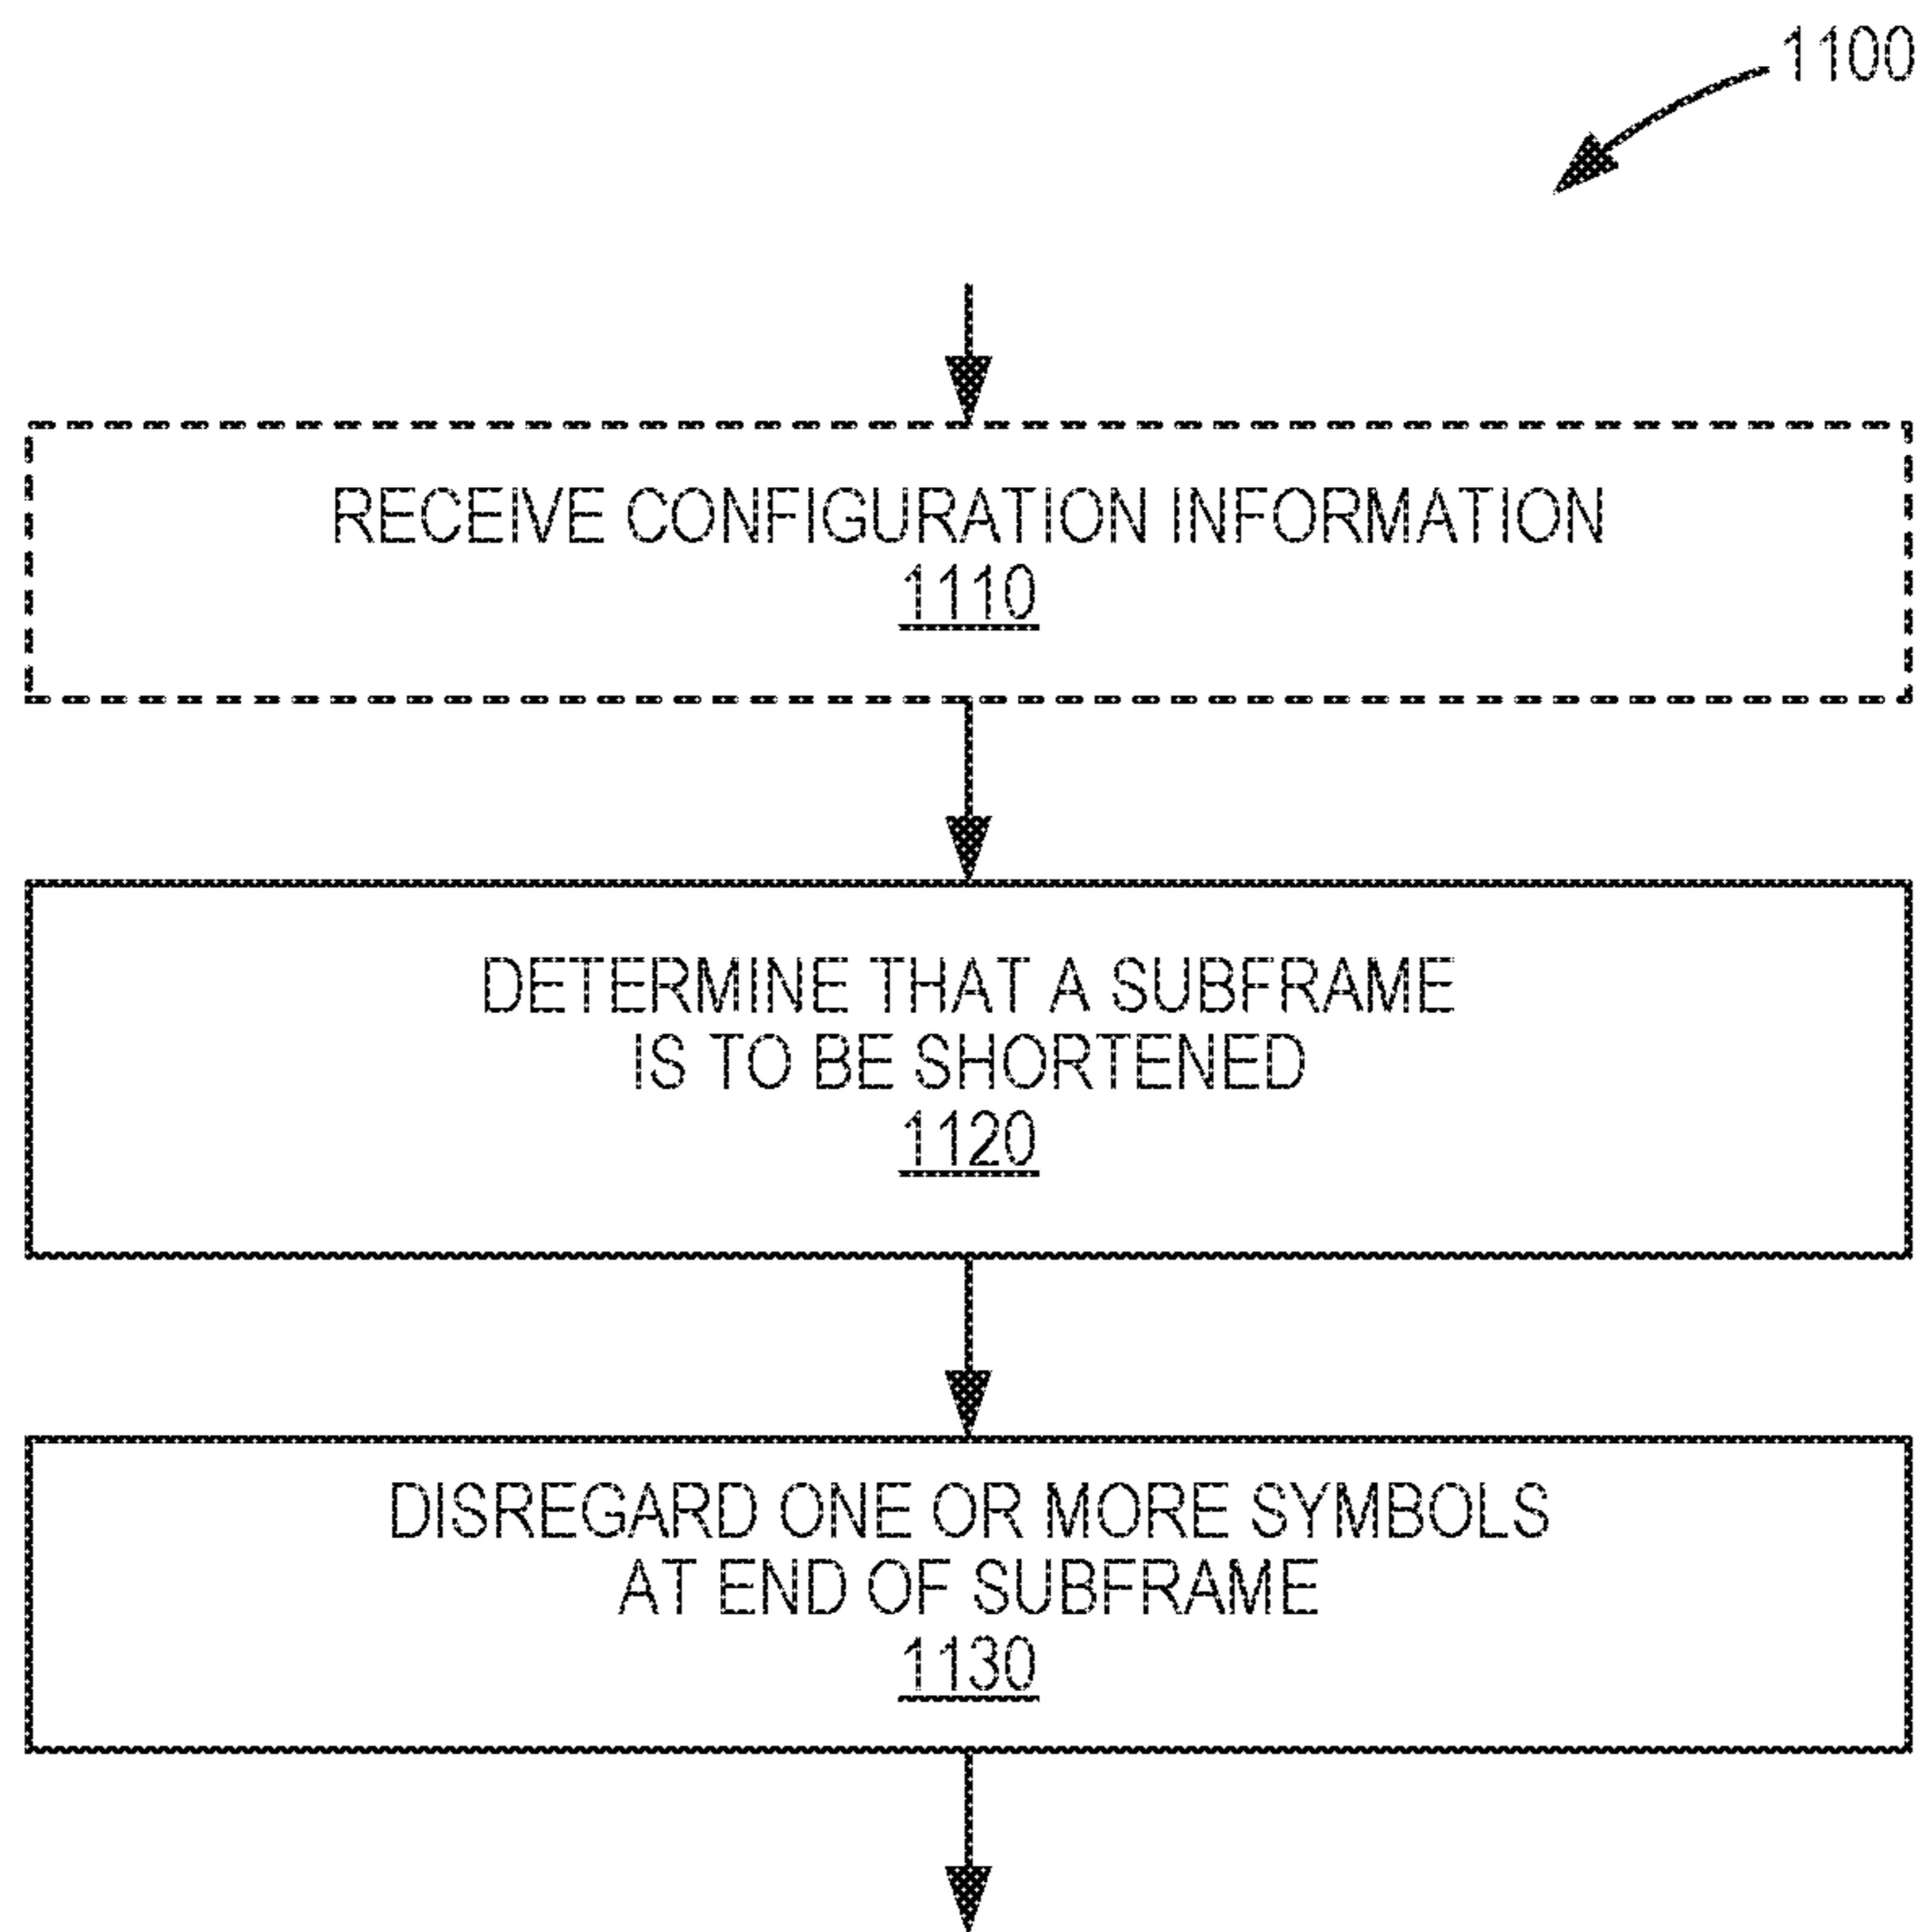 1100
RECEIVE CONFIGURATION INFORMATION
1110
DETERMINE THAT A SUBFRAME
IS TO BE SHORTENED
1120
DISREGARD ONE OR MORE SYMBOLS
AT END OF SUBFRAME
1130